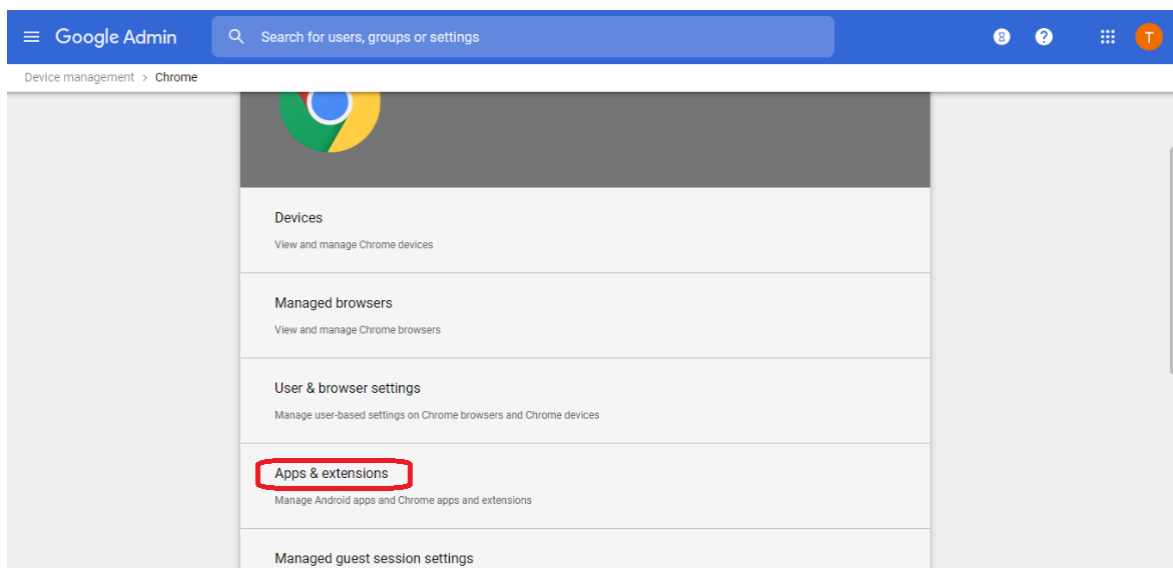 Google Admin
Search for users, groups or settings
8
?
T
Device management > Chrome
Devices
View and manage Chrome devices
Managed browsers
View and manage Chrome browsers
User & browser settings
Manage user-based settings on Chrome browsers and Chrome devices
Apps & extensions
Manage Android apps and Chrome apps and extensions
Managed guest session settings